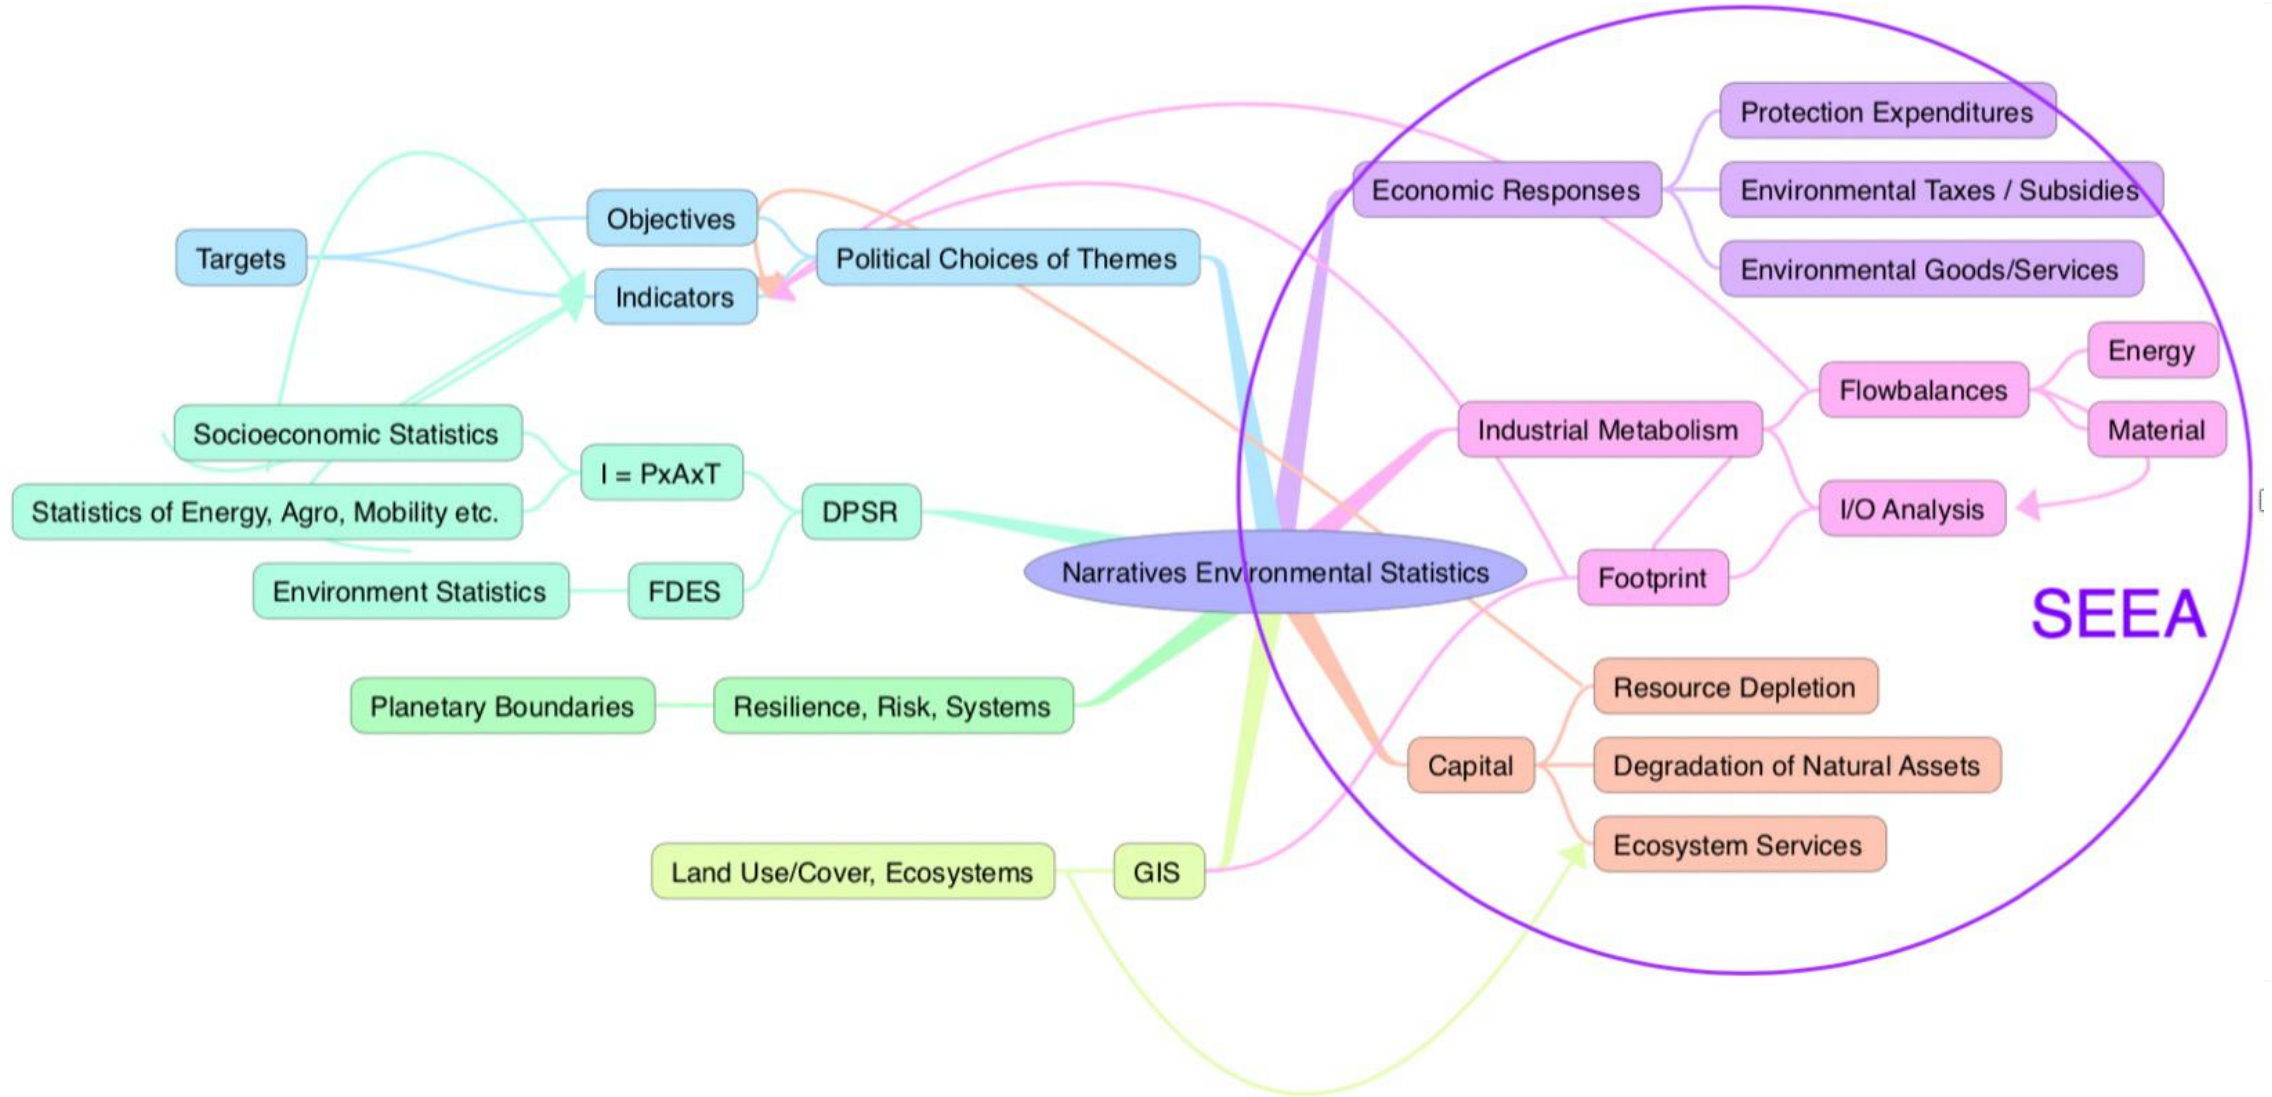 Protection Expenditures
Economic Responses
Environmental Taxes / Subsidies
Environmental Goods/Services
Objectives
Targets
Political Choices of Themes
Indicators
Energy
Flowbalances
Material
Industrial Metabolism
I/O Analysis
Footprint
SEEA
Socioeconomic Statistics
I = PxAxT
Statistics of Energy, Agro, Mobility etc.
DPSR
Environment Statistics
FDES
Narratives Environmental Statistics
Planetary Boundaries
Resilience, Risk, Systems
Resource Depletion
Capital
Degradation of Natural Assets
Ecosystem Services
Land Use/Cover, Ecosystems
GIS